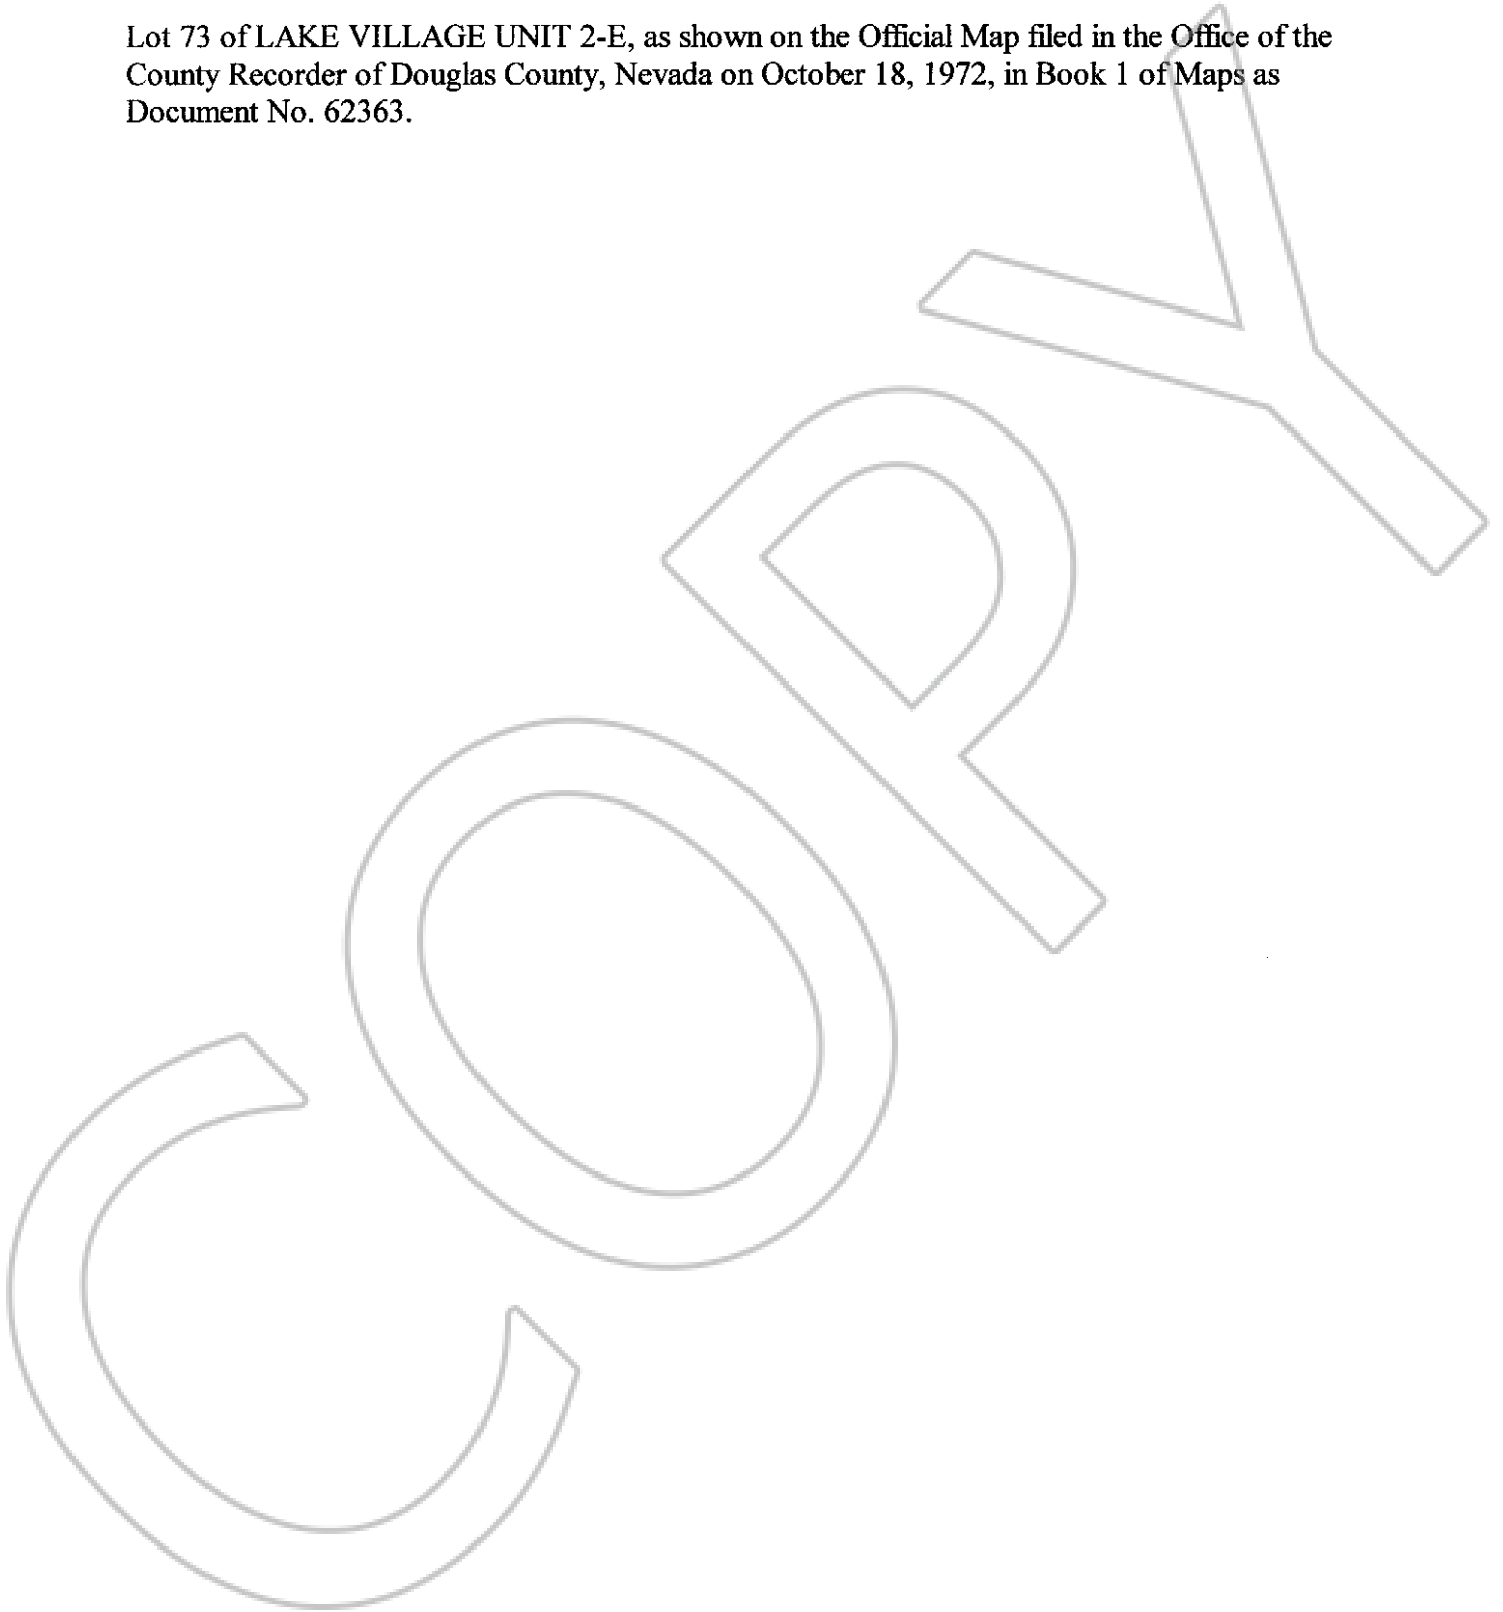 Lot 73 of LAKE VILLAGE UNIT 2-E, as shown on the Official Map filed in the Office of the
County Recorder of Douglas County, Nevada on October 18, 1972, in Book 1 of Maps as
Document No. 62363.
COPY